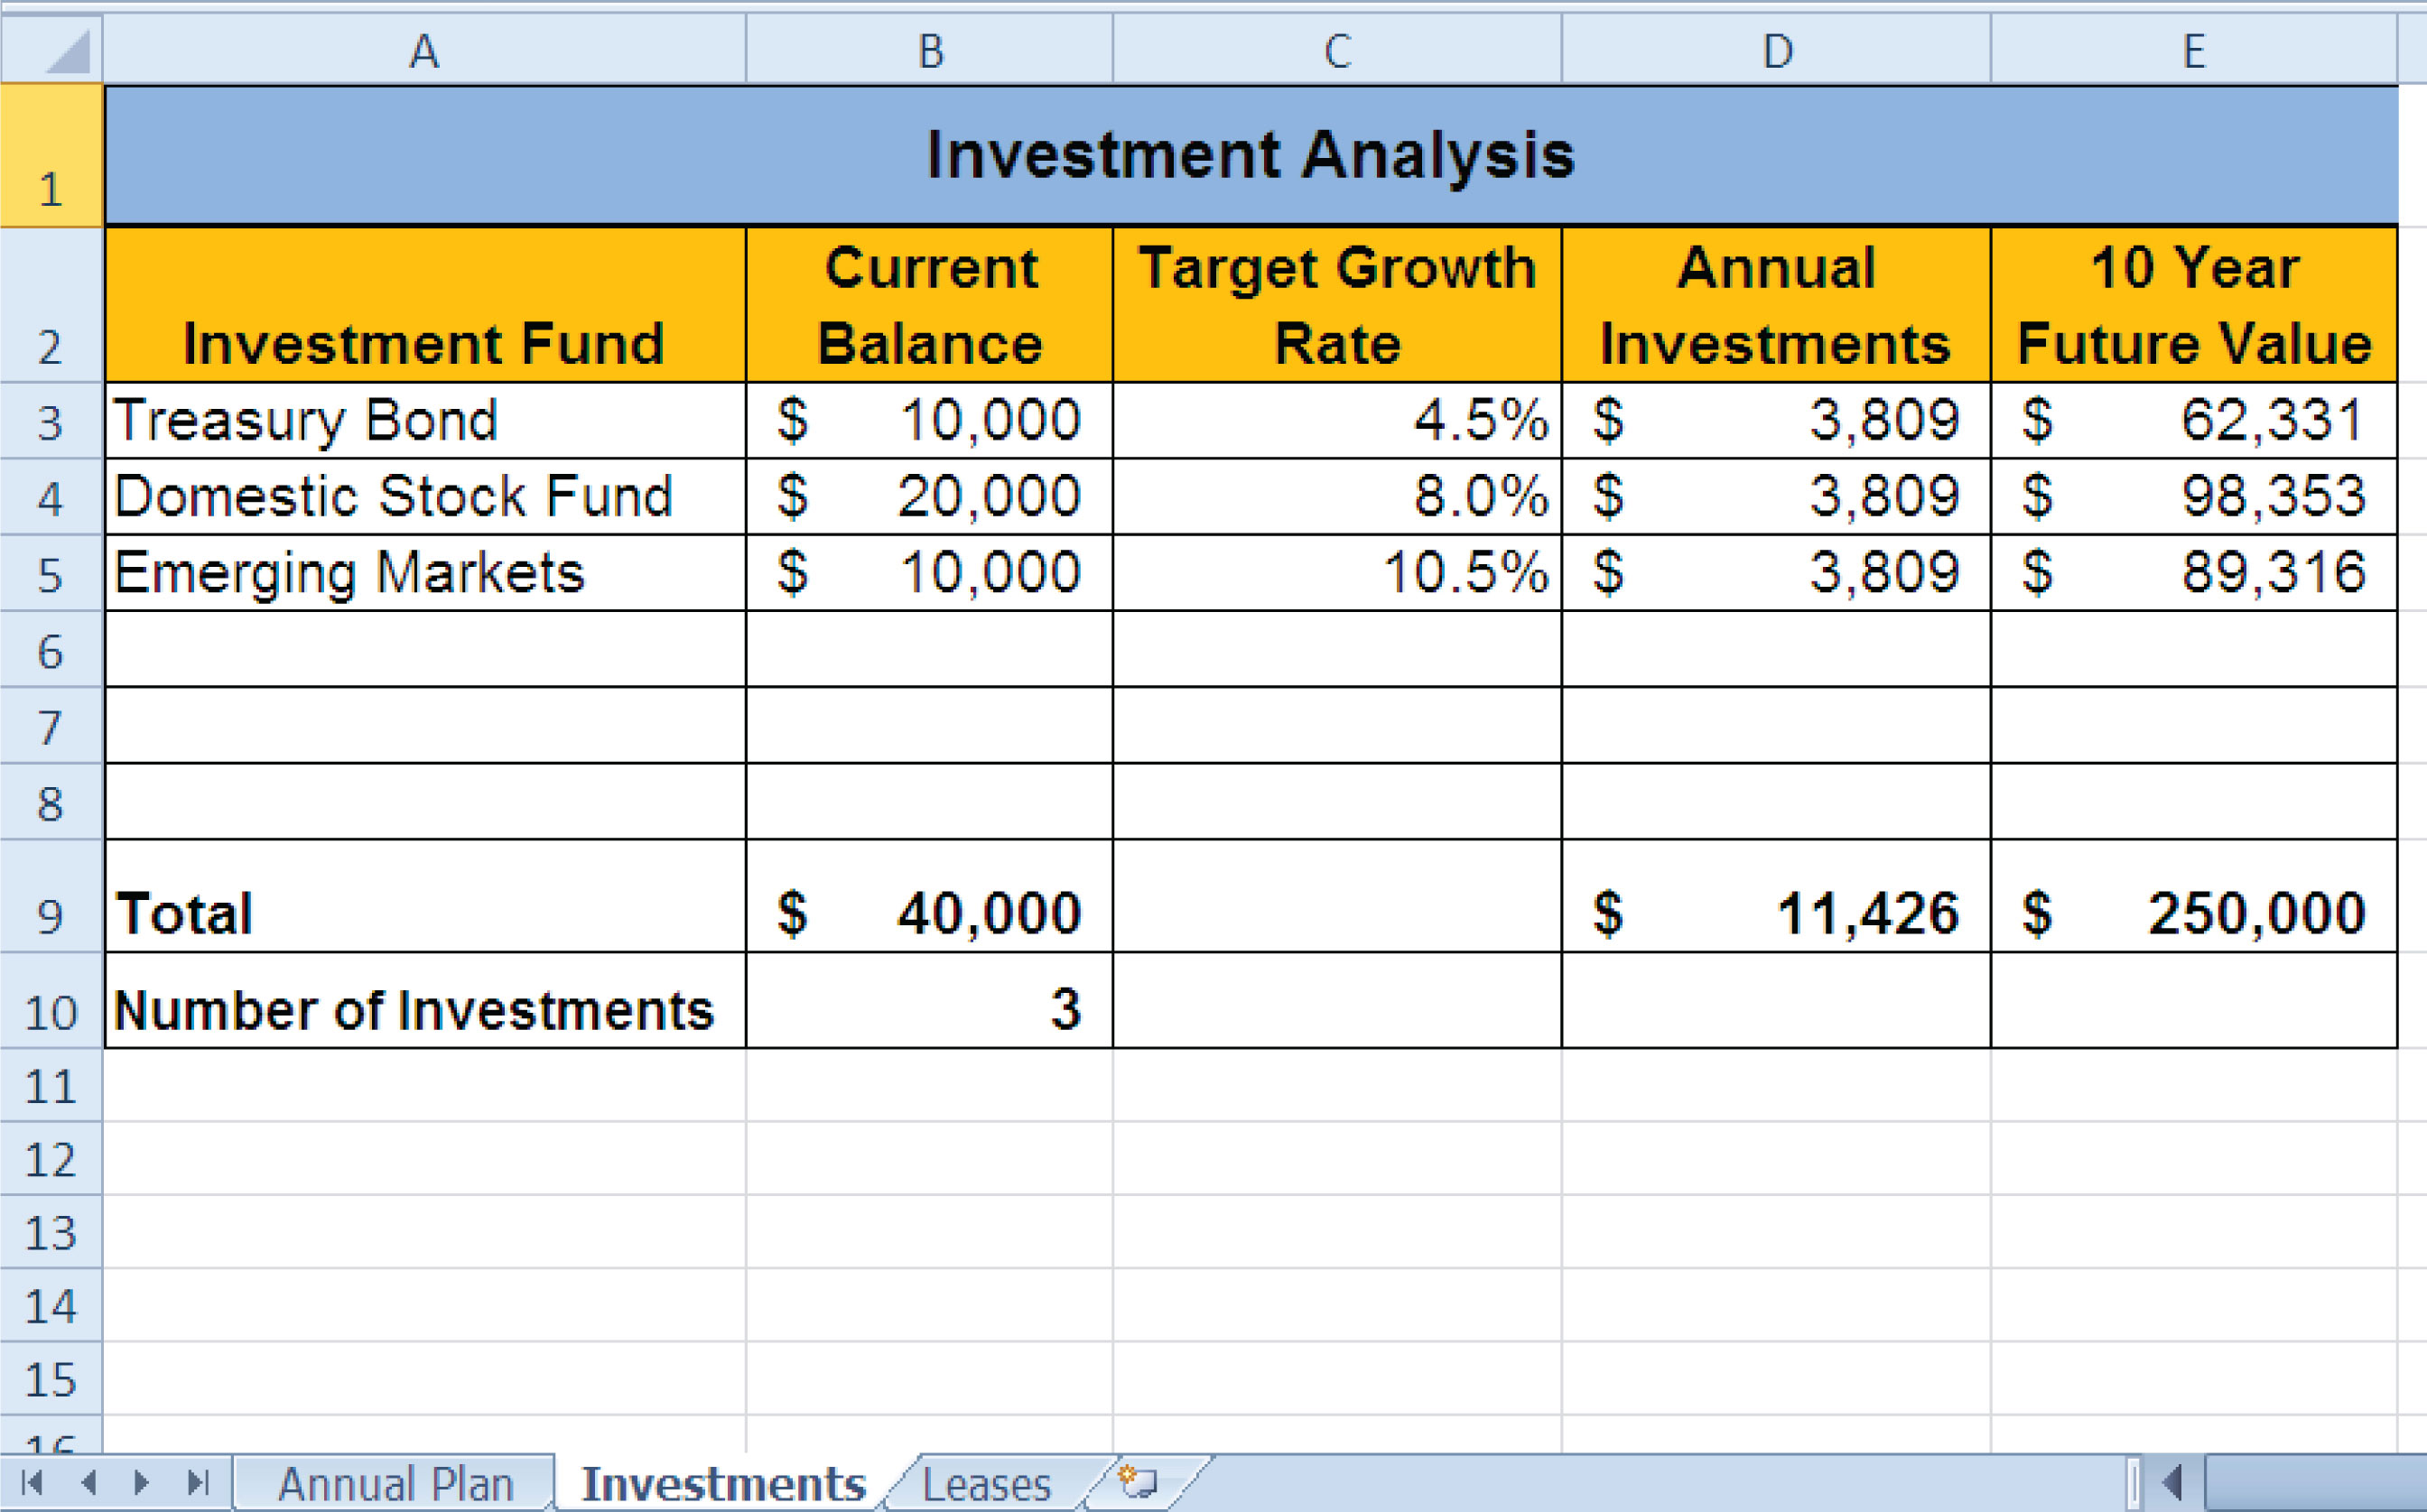 A B C D E
1 Investment Analysis
Current Target Growth Annual 10 Year
2 Investment Fund Balance Rate Investments Future Value
3 Treasury Bond $ 10,000 4.5% $ 3,809 $ 62,331
4 Domestic Stock Fund $ 20,000 8.0% $ 3,809 $ 98,353
5 Emerging Markets $ 10,000 10.5% $ 3,809 $ 89,316
6
7
8
9 Total $ 40,000 $ 11,426 $ 250,000
10 Number of Investments 3
11
12
13
14
15
16
Annual Plan Investments Leases